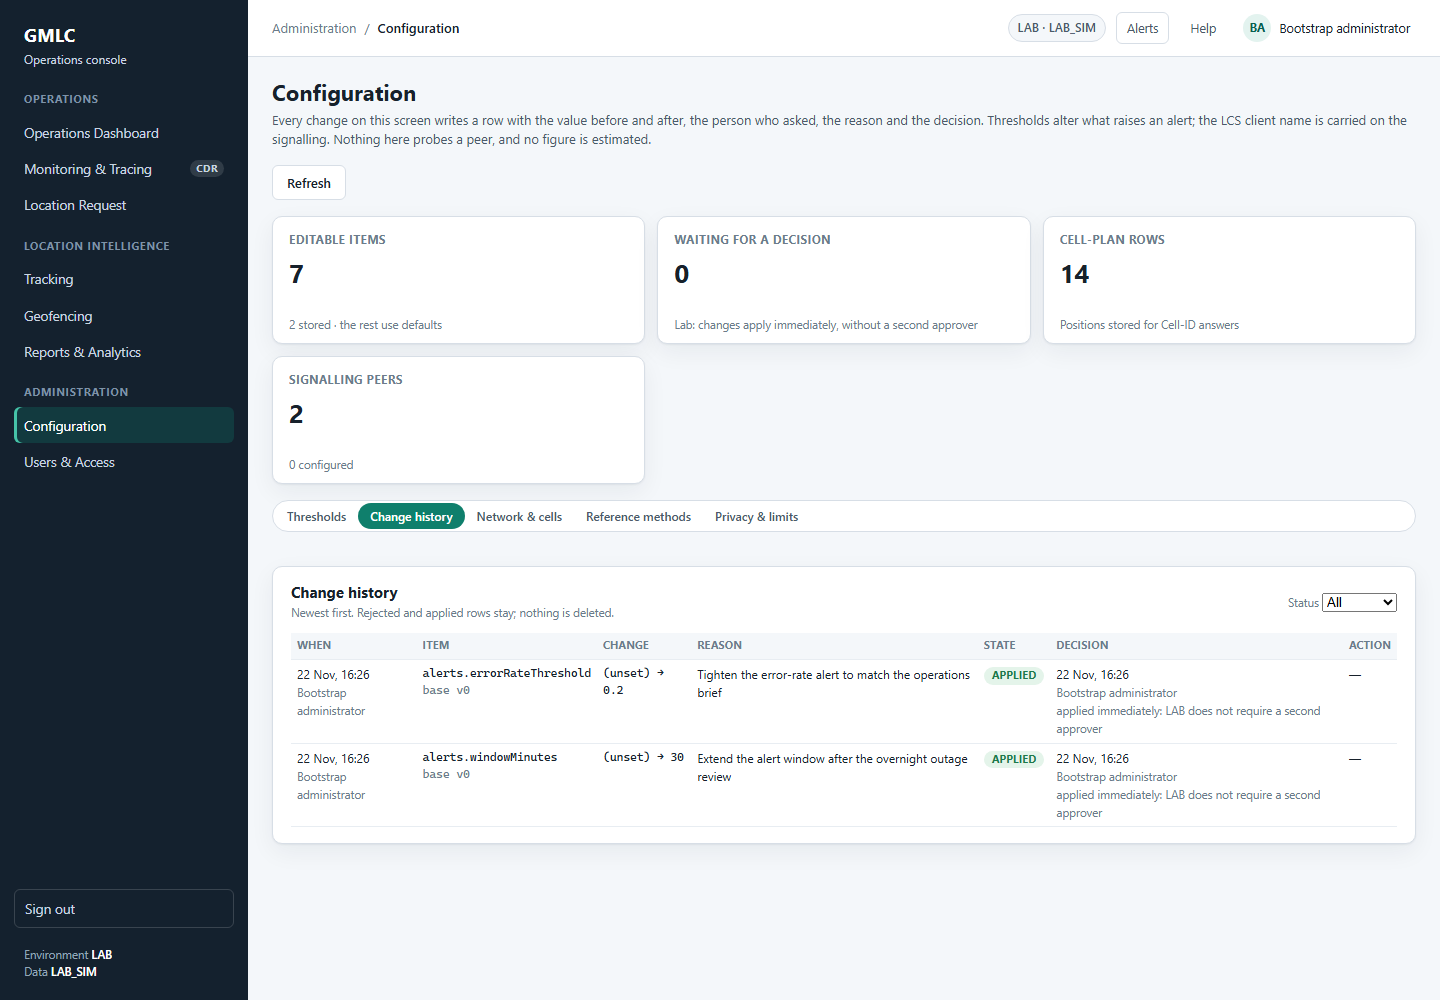 GMLC
Operations console
OPERATIONS
Operations Dashboard
Monitoring & Tracing
CDR
Location Request
LOCATION INTELLIGENCE
Tracking
Geofencing
Reports & Analytics
ADMINISTRATION
Configuration
Users & Access
Sign out
Environment LAB
Data LAB_SIM
Administration / Configuration
LAB · LAB_SIM
Alerts
Help
BA
Bootstrap administrator
Configuration
Every change on this screen writes a row with the value before and after, the person who asked, the reason and the decision. Thresholds alter what raises an alert; the LCS client name is carried on the
signalling. Nothing here probes a peer, and no figure is estimated.
Refresh
EDITABLE ITEMS
7
2 stored · the rest use defaults
WAITING FOR A DECISION
0
Lab: changes apply immediately, without a second approver
CELL-PLAN ROWS
14
Positions stored for Cell-ID answers
SIGNALLING PEERS
2
0 configured
Thresholds
Change history
Network & cells
Reference methods
Privacy & limits
Change history
Newest first. Rejected and applied rows stay; nothing is deleted.
Status All
WHEN ITEM CHANGE REASON STATE DECISION ACTION
22 Nov, 16:26
Bootstrap
administrator
alerts.errorRateThreshold
base v0
(unset) →
0.2
Tighten the error-rate alert to match the operations
brief
APPLIED
22 Nov, 16:26
Bootstrap administrator
applied immediately: LAB does not require a second
approver
—
22 Nov, 16:26
Bootstrap
administrator
alerts.windowMinutes
base v0
(unset) → 30
Extend the alert window after the overnight outage
review
APPLIED
22 Nov, 16:26
Bootstrap administrator
applied immediately: LAB does not require a second
approver
—